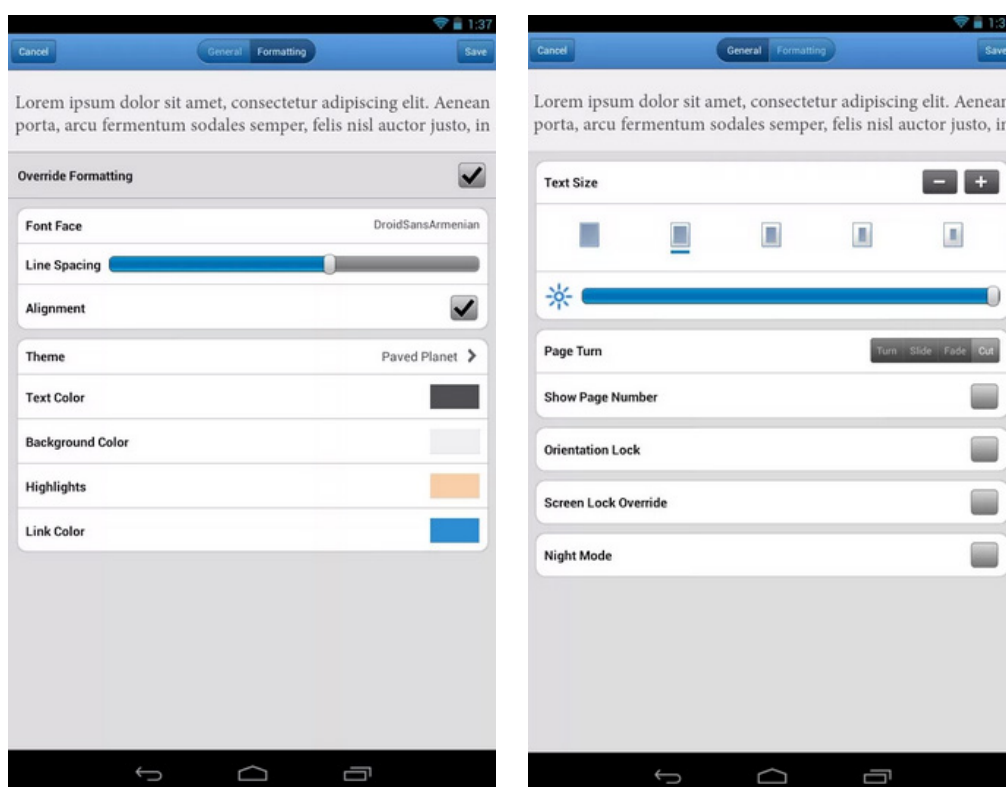 1:37
Cancel General Formatting Save
Lorem ipsum dolor sit amet, consectetur adipiscing elit. Aenean
porta, arcu fermentum sodales semper, felis nisl auctor justo, in
Override Formatting
Font Face DroidSansArmenian
Line Spacing
Alignment
Theme Paved Planet
Text Color
Background Color
Highlights
Link Color
1:3
Cancel General Formatting Save
Lorem ipsum dolor sit amet, consectetur adipiscing elit. Aenean
porta, arcu fermentum sodales semper, felis nisl auctor justo, in
Text Size
Page Turn Turn Slide Fade Cut
Show Page Number
Orientation Lock
Screen Lock Override
Night Mode